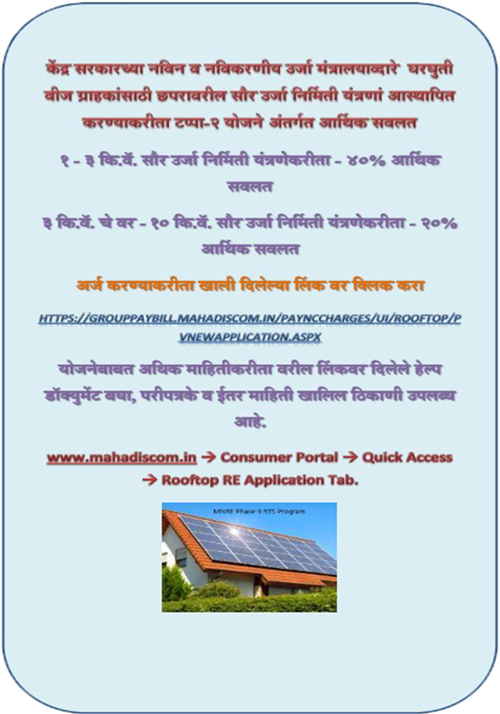 केंद्र सरकारच्या नविन व नविकरणीय उर्जा मंत्रालयाव्दारे घरघुती
वीज ग्राहकांसाठी छपरावरील सौर उर्जा निर्मिती यंत्रणां आस्थापित
करण्याकरीता टप्पा-२ योजने अंतर्गत आर्थिक सवलत
१ - ३ कि.वॅ. सौर उर्जा निर्मिती यंत्रणेकरीता - ४०% आर्थिक
सवलत
३ कि.वॅ. चे वर - १० कि.वॅ. सौर उर्जा निर्मिती यंत्रणेकरीता - २०%
आर्थिक सवलत
अर्ज करण्याकरीता खाली दिलेल्या लिंक वर क्लिक करा
HTTPS://GROUPPAYBILL.MAHADISCOM.IN/PAYNCCHARGES/UI/ROOFTOP/P
VNEWAPPLICATION.ASPX
योजनेबाबत अधिक माहितीकरीता वरील लिंकवर दिलेले हेल्प
डॉक्युमेंट बघा, परीपत्रके व ईतर माहिती खालिल ठिकाणी उपलब्ध
आहे.
www.mahadiscom.in → Consumer Portal → Quick Access
→ Rooftop RE Application Tab.
MNRE Phase-II RTS Program